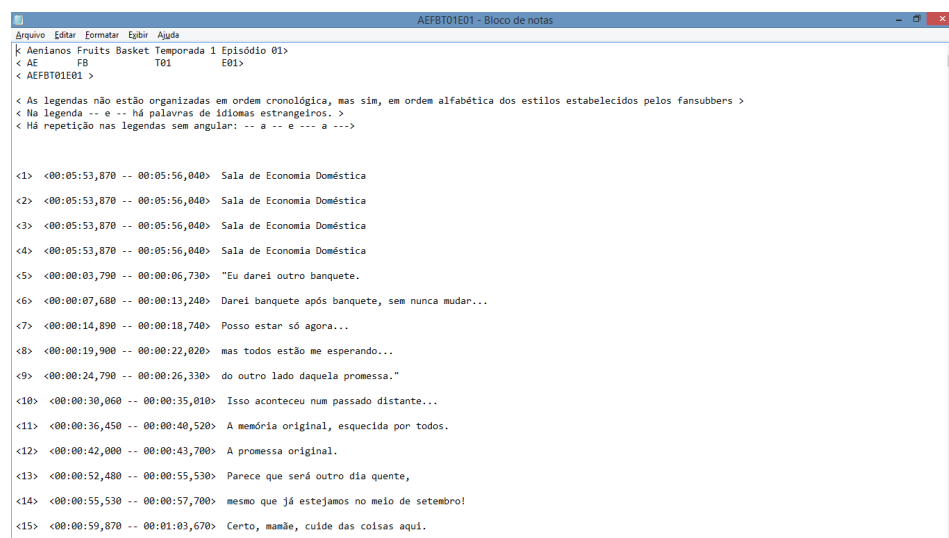 AEFBT01E01 - Bloco de notas
Arquivo Editar Formatar Exibir Ajuda
< Aenianos Fruits Basket Temporada 1 Episódio 01>
< AE FB T01 E01>
< AEFBT01E01 >
< As legendas não estão organizadas em ordem cronológica, mas sim, em ordem alfabética dos estilos estabelecidos pelos fansubbers >
< Na legenda -- e -- há palavras de idiomas estrangeiros. >
< Há repetição nas legendas sem angular: -- a -- e --- a --->
<1> <00:05:53,870 -- 00:05:56,040> Sala de Economia Doméstica
<2> <00:05:53,870 -- 00:05:56,040> Sala de Economia Doméstica
<3> <00:05:53,870 -- 00:05:56,040> Sala de Economia Doméstica
<4> <00:05:53,870 -- 00:05:56,040> Sala de Economia Doméstica
<5> <00:00:03,790 -- 00:00:06,730> "Eu darei outro banquete.
<6> <00:00:07,680 -- 00:00:13,240> Darei banquete após banquete, sem nunca mudar...
<7> <00:00:14,890 -- 00:00:18,740> Posso estar só agora...
<8> <00:00:19,900 -- 00:00:22,020> mas todos estão me esperando...
<9> <00:00:24,790 -- 00:00:26,330> do outro lado daquela promessa."
<10> <00:00:30,060 -- 00:00:35,010> Isso aconteceu num passado distante...
<11> <00:00:36,450 -- 00:00:40,520> A memória original, esquecida por todos.
<12> <00:00:42,000 -- 00:00:43,700> A promessa original.
<13> <00:00:52,480 -- 00:00:55,530> Parece que será outro dia quente,
<14> <00:00:55,530 -- 00:00:57,700> mesmo que já estejamos no meio de setembro!
<15> <00:00:59,870 -- 00:01:03,670> Certo, mamãe, cuide das coisas aqui.